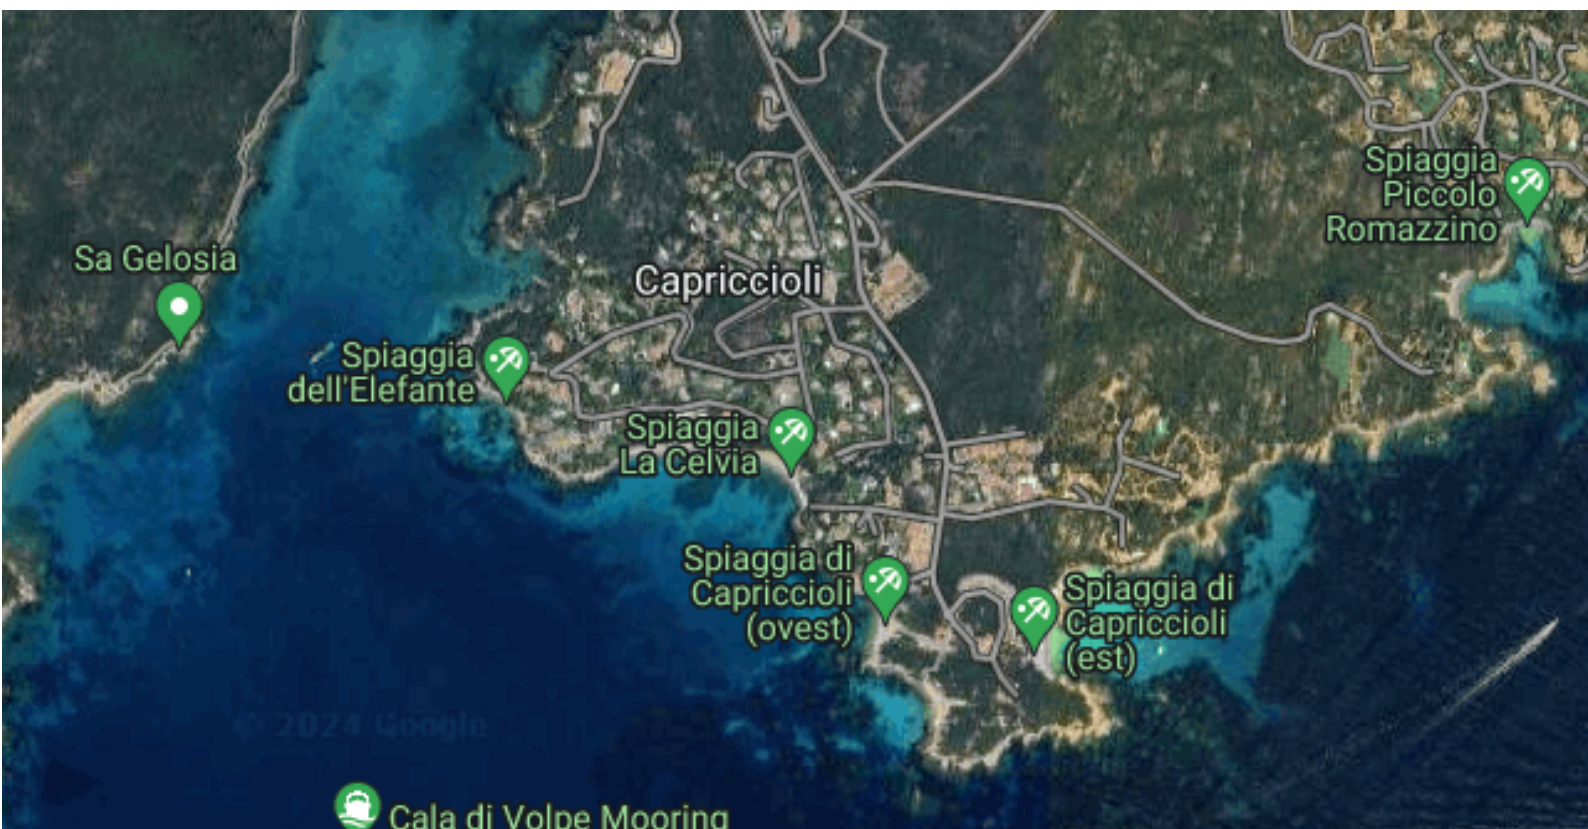 Spiaggia
Piccolo
Romazzino
Sa Gelosia
Capriccioli
Spiaggia
dell'Elefante
Spiaggia
La Celvia
Spiaggia di
Capriccioli
(ovest)
Spiaggia di
Capriccioli
(est)
© 2024 Google
Cala di Volpe Mooring